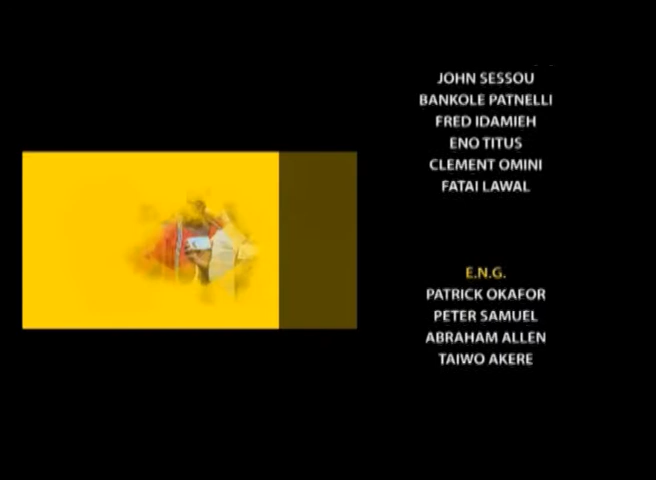 JOHN SESSOU
BANKOLE PATNELLI
FRED IDAMIEH
ENO TITUS
CLEMENT OMINI
FATAI LAWAL
E.N.G.
PATRICK OKAFOR
PETER SAMUEL
ABRAHAM ALLEN
TAIWO AKERE